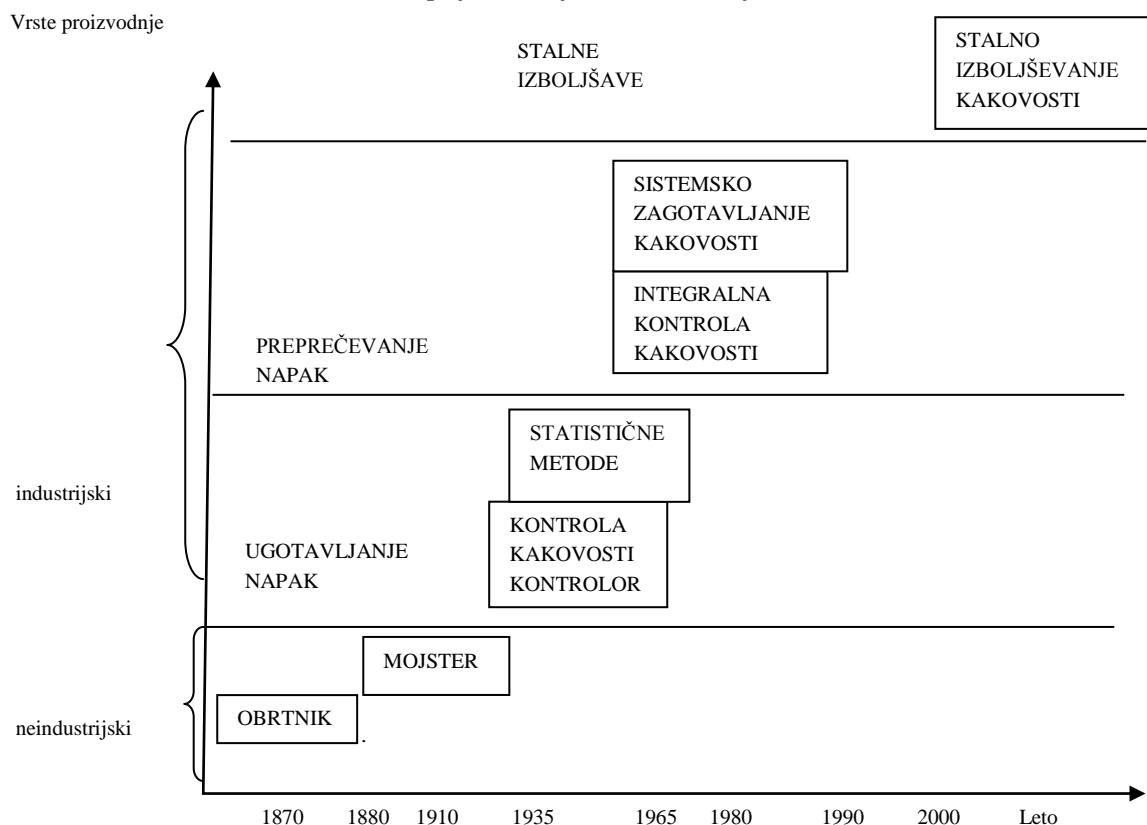 Vrste proizvodnje
STALNE
IZBOLJŠAVE
STALNO
IZBOLJŠEVANJE
KAKOVOSTI
SISTEMSKO
ZAGOTAVLJANJE
KAKOVOSTI
INTEGRALNA
KONTROLA
KAKOVOSTI
PREPREČEVANJE
NAPAK
STATISTIČNE
METODE
industrijski
KONTROLA
KAKOVOSTI
KONTROLOR
UGOTAVLJANJE
NAPAK
MOJSTER
OBRTNIK
.
neindustrijski
1870 1880 1910 1935 1965 1980 1990 2000 Leto